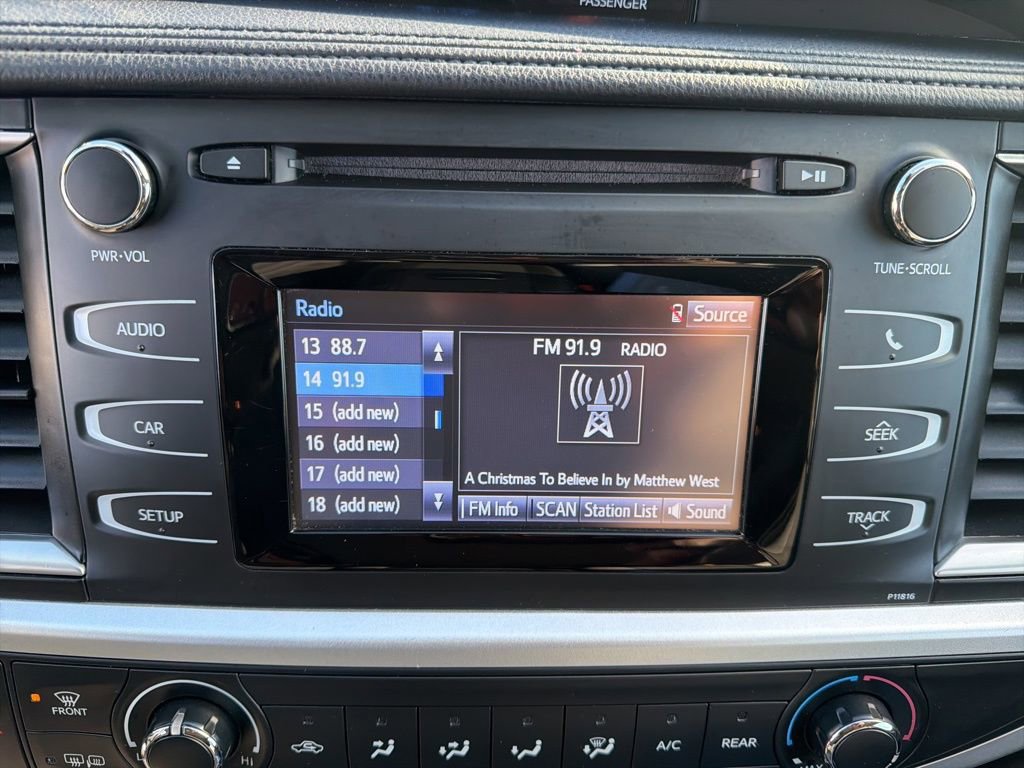 PASSENGER
PWR•VOL
TUNE•SCROLL
AUDIO
CAR
SETUP
Radio
Source
13 88.7
14 91.9
15 (add new)
16 (add new)
17 (add new)
18 (add new)
FM 91.9 RADIO
A Christmas To Believe In by Matthew West
FM Info SCAN Station List Sound
SEEK
TRACK
P11816
FRONT
HI
A/C
REAR
MAX